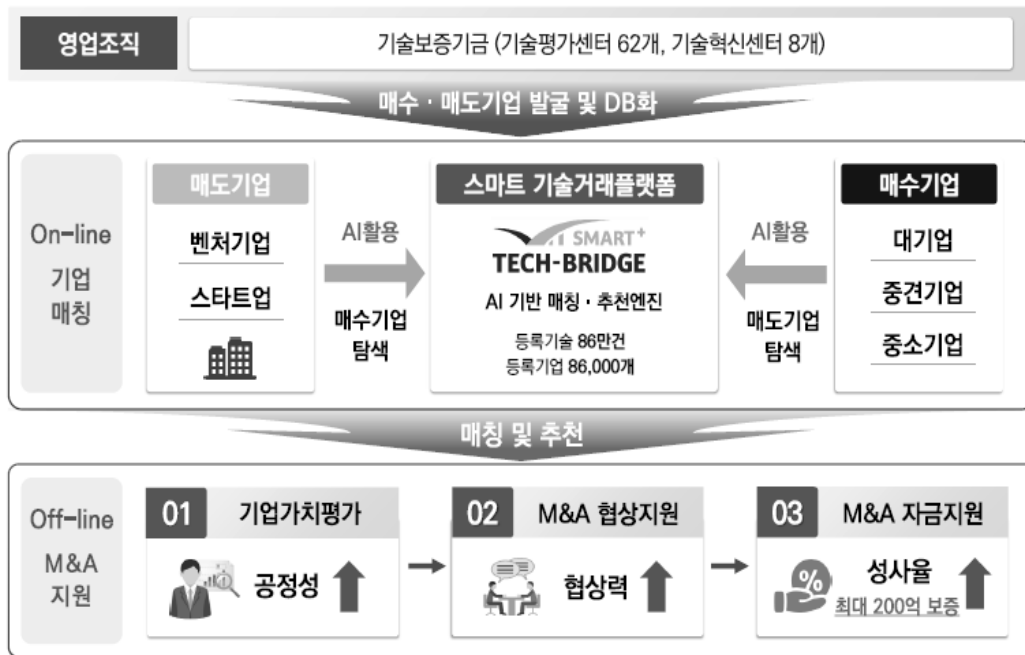 영업조직
기술보증기금 (기술평가센터 62개, 기술혁신센터 8개)
매수·매도기업 발굴 및 DB화
On-line
기업
매칭
매도기업
벤처기업
스타트업
AI활용
매수기업
탐색
스마트 기술거래플랫폼
SMART+
TECH-BRIDGE
AI 기반 매칭·추천엔진
등록기술 86만건
등록기업 86,000개
AI활용
매도기업
탐색
매수기업
대기업
중견기업
중소기업
매칭 및 추천
Off-line
M&A
지원
01 기업가치평가
공정성
02 M&A 협상지원
협상력
03 M&A 자금지원
%
성사율
최대 200억 보증